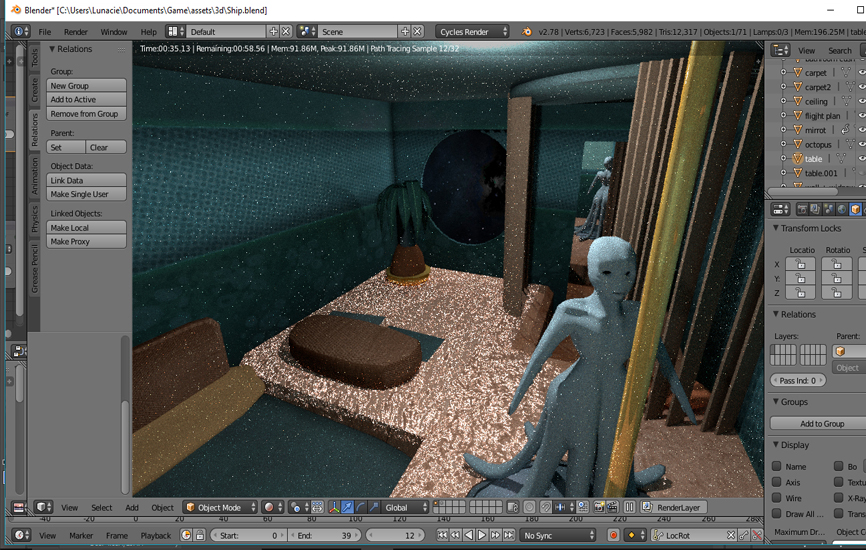 Blender* [C:\Users\Lunacie\Documents\Game\assets\3d\Ship.blend]
File Render Window Help Default Scene Cycles Render v2.78 | Verts:6,723 | Faces:5,982 | Tris:12,317 | Objects:1/71 | Lamps:0/3 | Mem:196.25M | table
Relations
Time:00:35.13 | Remaining:00:58.56 | Mem:91.86M, Peak:91.86M | Path Tracing Sample 12/32
View Search
Tools
Create
Relations
Animation
Physics
Grease Pencil
Group:
New Group
Add to Active
Remove from Group
Parent:
Set Clear
Object Data:
Link Data
Make Single User
Linked Objects:
Make Local
Make Proxy
carpet
carpet2
ceiling
flight plan
mirrot
octopus
table
table.001
Transform Locks
Locatio Rotatio S
X
Y
Z
Relations
Layers: Parent:
Object
Pass Ind: 0
Groups
Add to Group
Display
Name Bo
Axis Textu
Wire X-Ray
Draw All ... Transp
Maximum Dr... Object C
View Select Add Object Object Mode Global RenderLayer
-40 -20 0 20 40 60 80 100 120 140 160 180 200 220 240 260 280
View Marker Frame Playback Start: 0 End: 39 12 No Sync LocRot